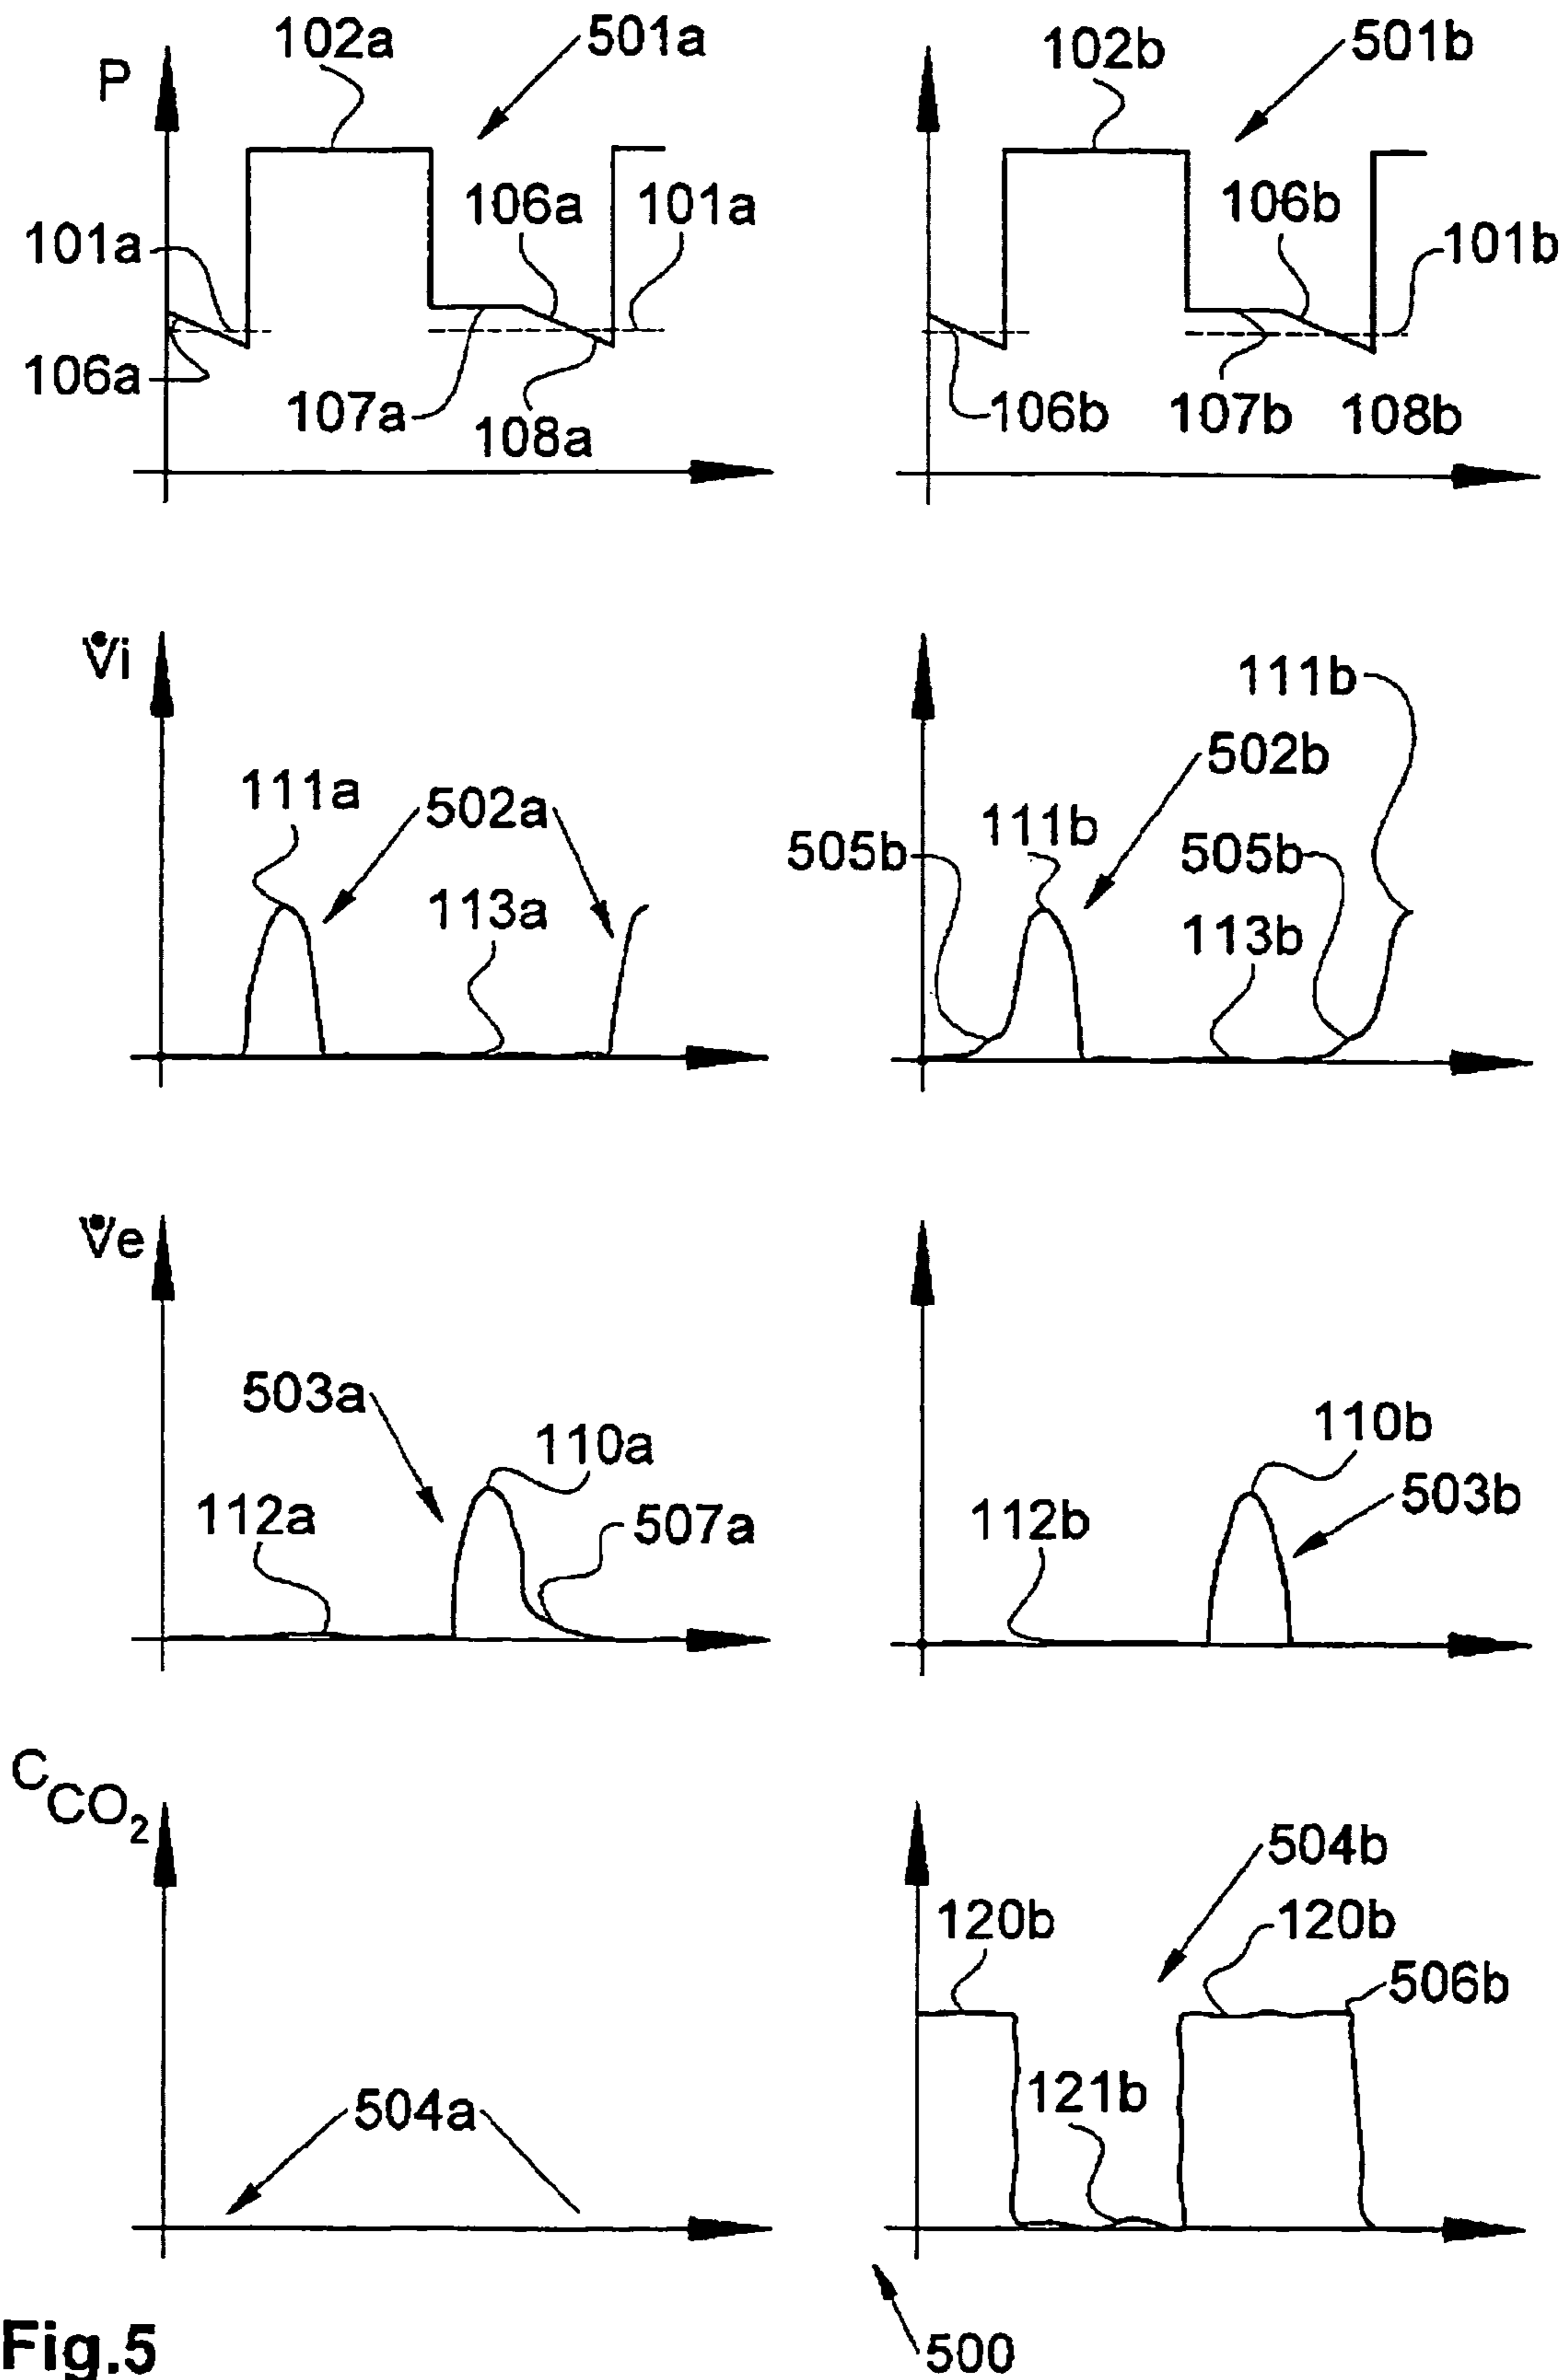 102a 501a 102b 501b
P
106a 101a 106b
101a 101b
106a
107a 108a 106b 107b 108b
V̇i
111b
502b
111a 502a 111b
505b 505b
113a 113b
V̇e
503a 110a 110b
503b
112a 507a 112b
CCO2
504b
120b 120b
506b
504a 121b
500
Fig.5